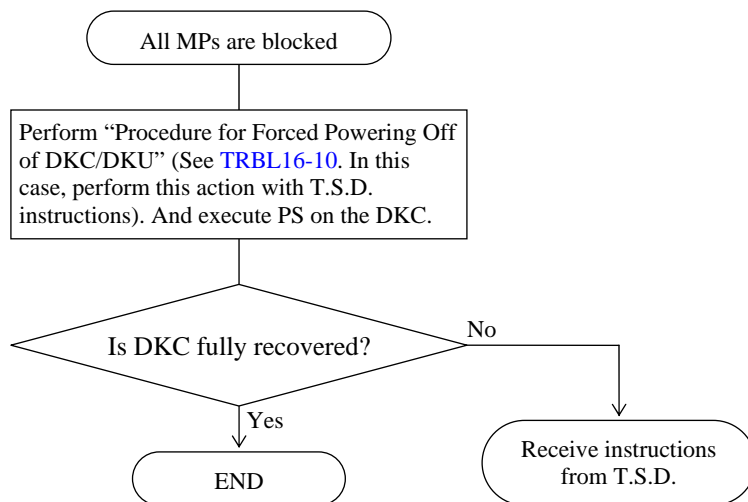 All MPs are blocked
Perform “Procedure for Forced Powering Off
of DKC/DKU” (See TRBL16-10. In this
case, perform this action with T.S.D.
instructions). And execute PS on the DKC.
Is DKC fully recovered?
No
Yes
END
Receive instructions
from T.S.D.